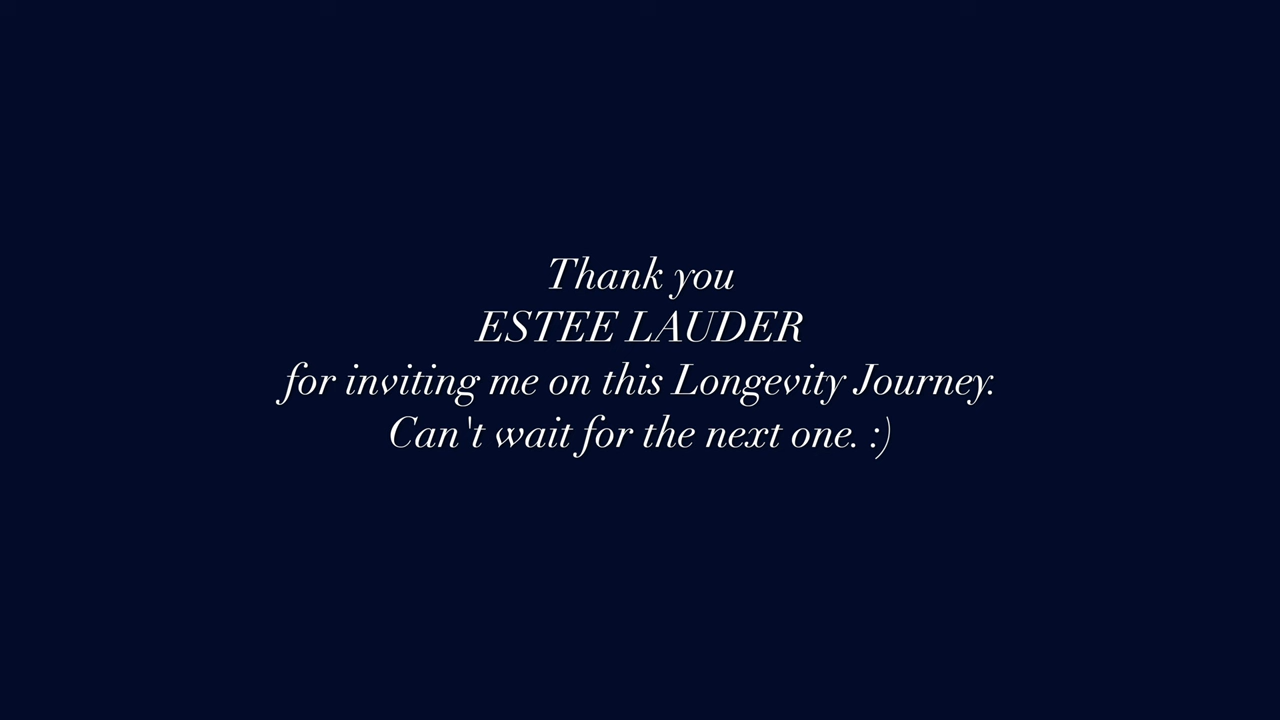 Thank you
ESTEE LAUDER
for inviting me on this Longevity Journey.
Can't wait for the next one. :)